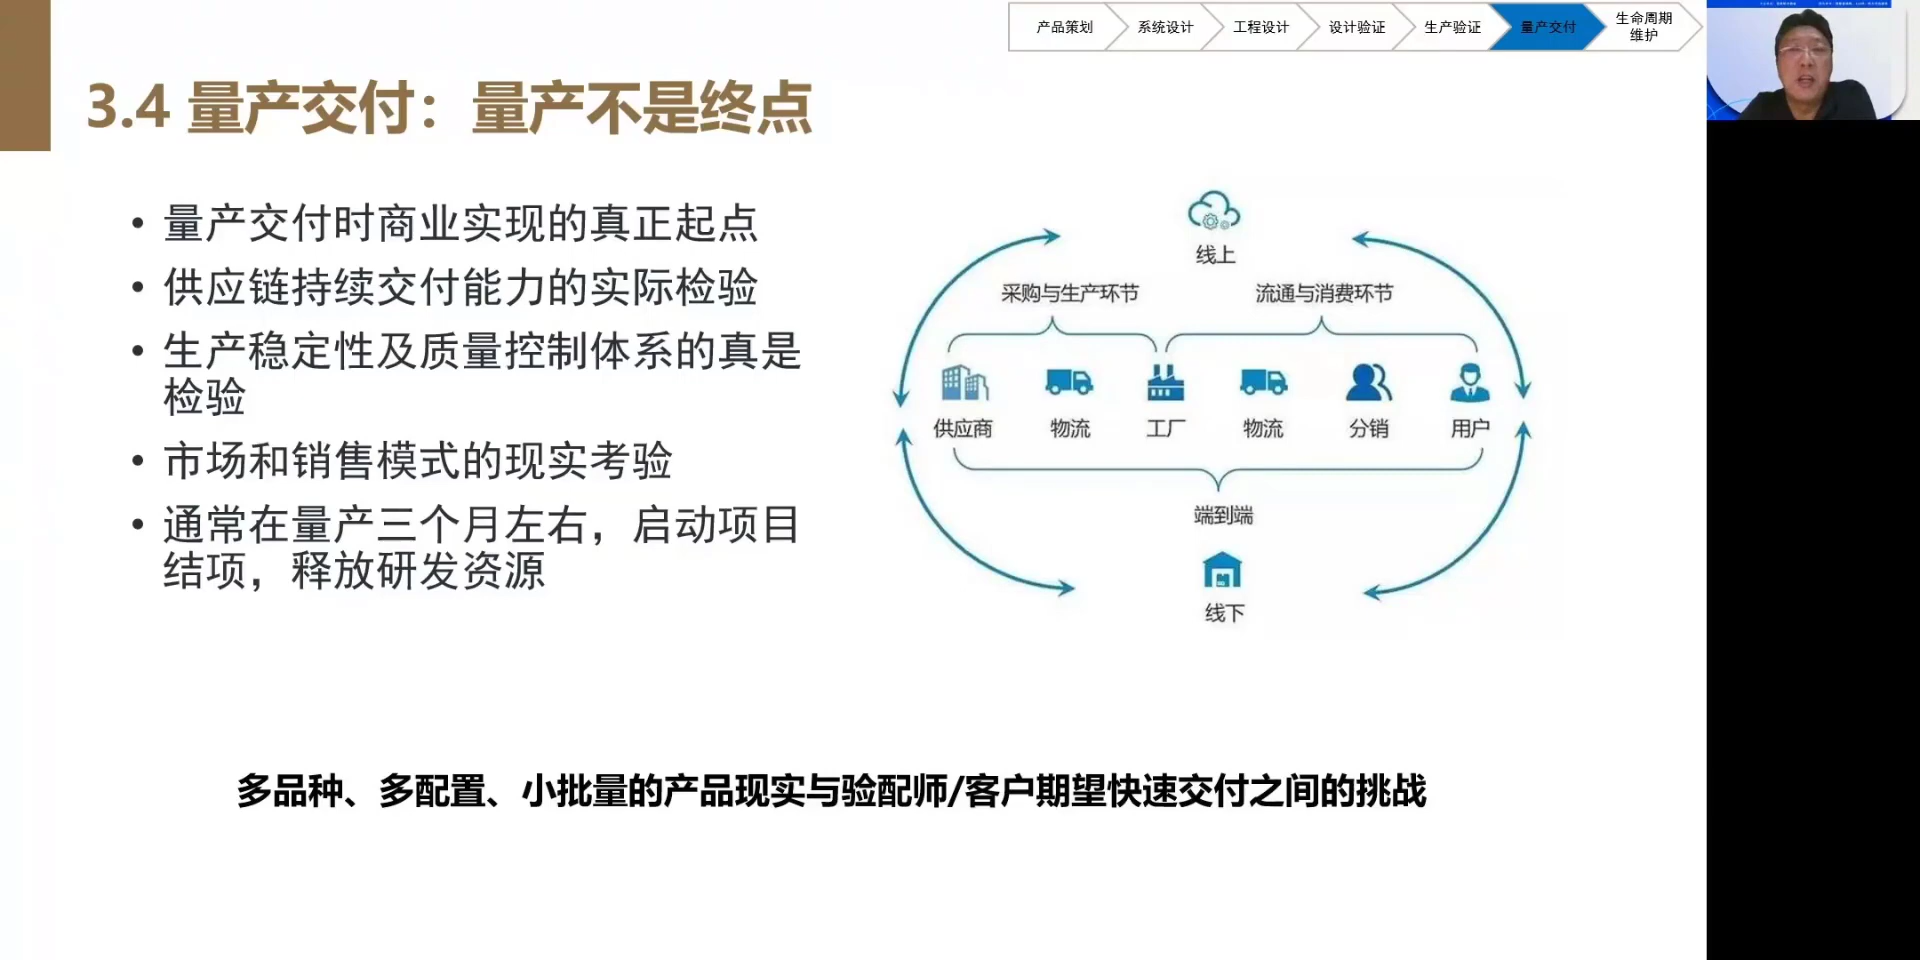 产品策划
系统设计
工程设计
设计验证
生产验证
量产交付
生命周期
维护
3.4 量产交付：量产不是终点
• 量产交付时商业实现的真正起点
• 供应链持续交付能力的实际检验
• 生产稳定性及质量控制体系的真是
检验
• 市场和销售模式的现实考验
• 通常在量产三个月左右，启动项目
结项，释放研发资源
线上
采购与生产环节
流通与消费环节
供应商
物流
工厂
物流
分销
用户
端到端
线下
多品种、多配置、小批量的产品现实与验配师/客户期望快速交付之间的挑战